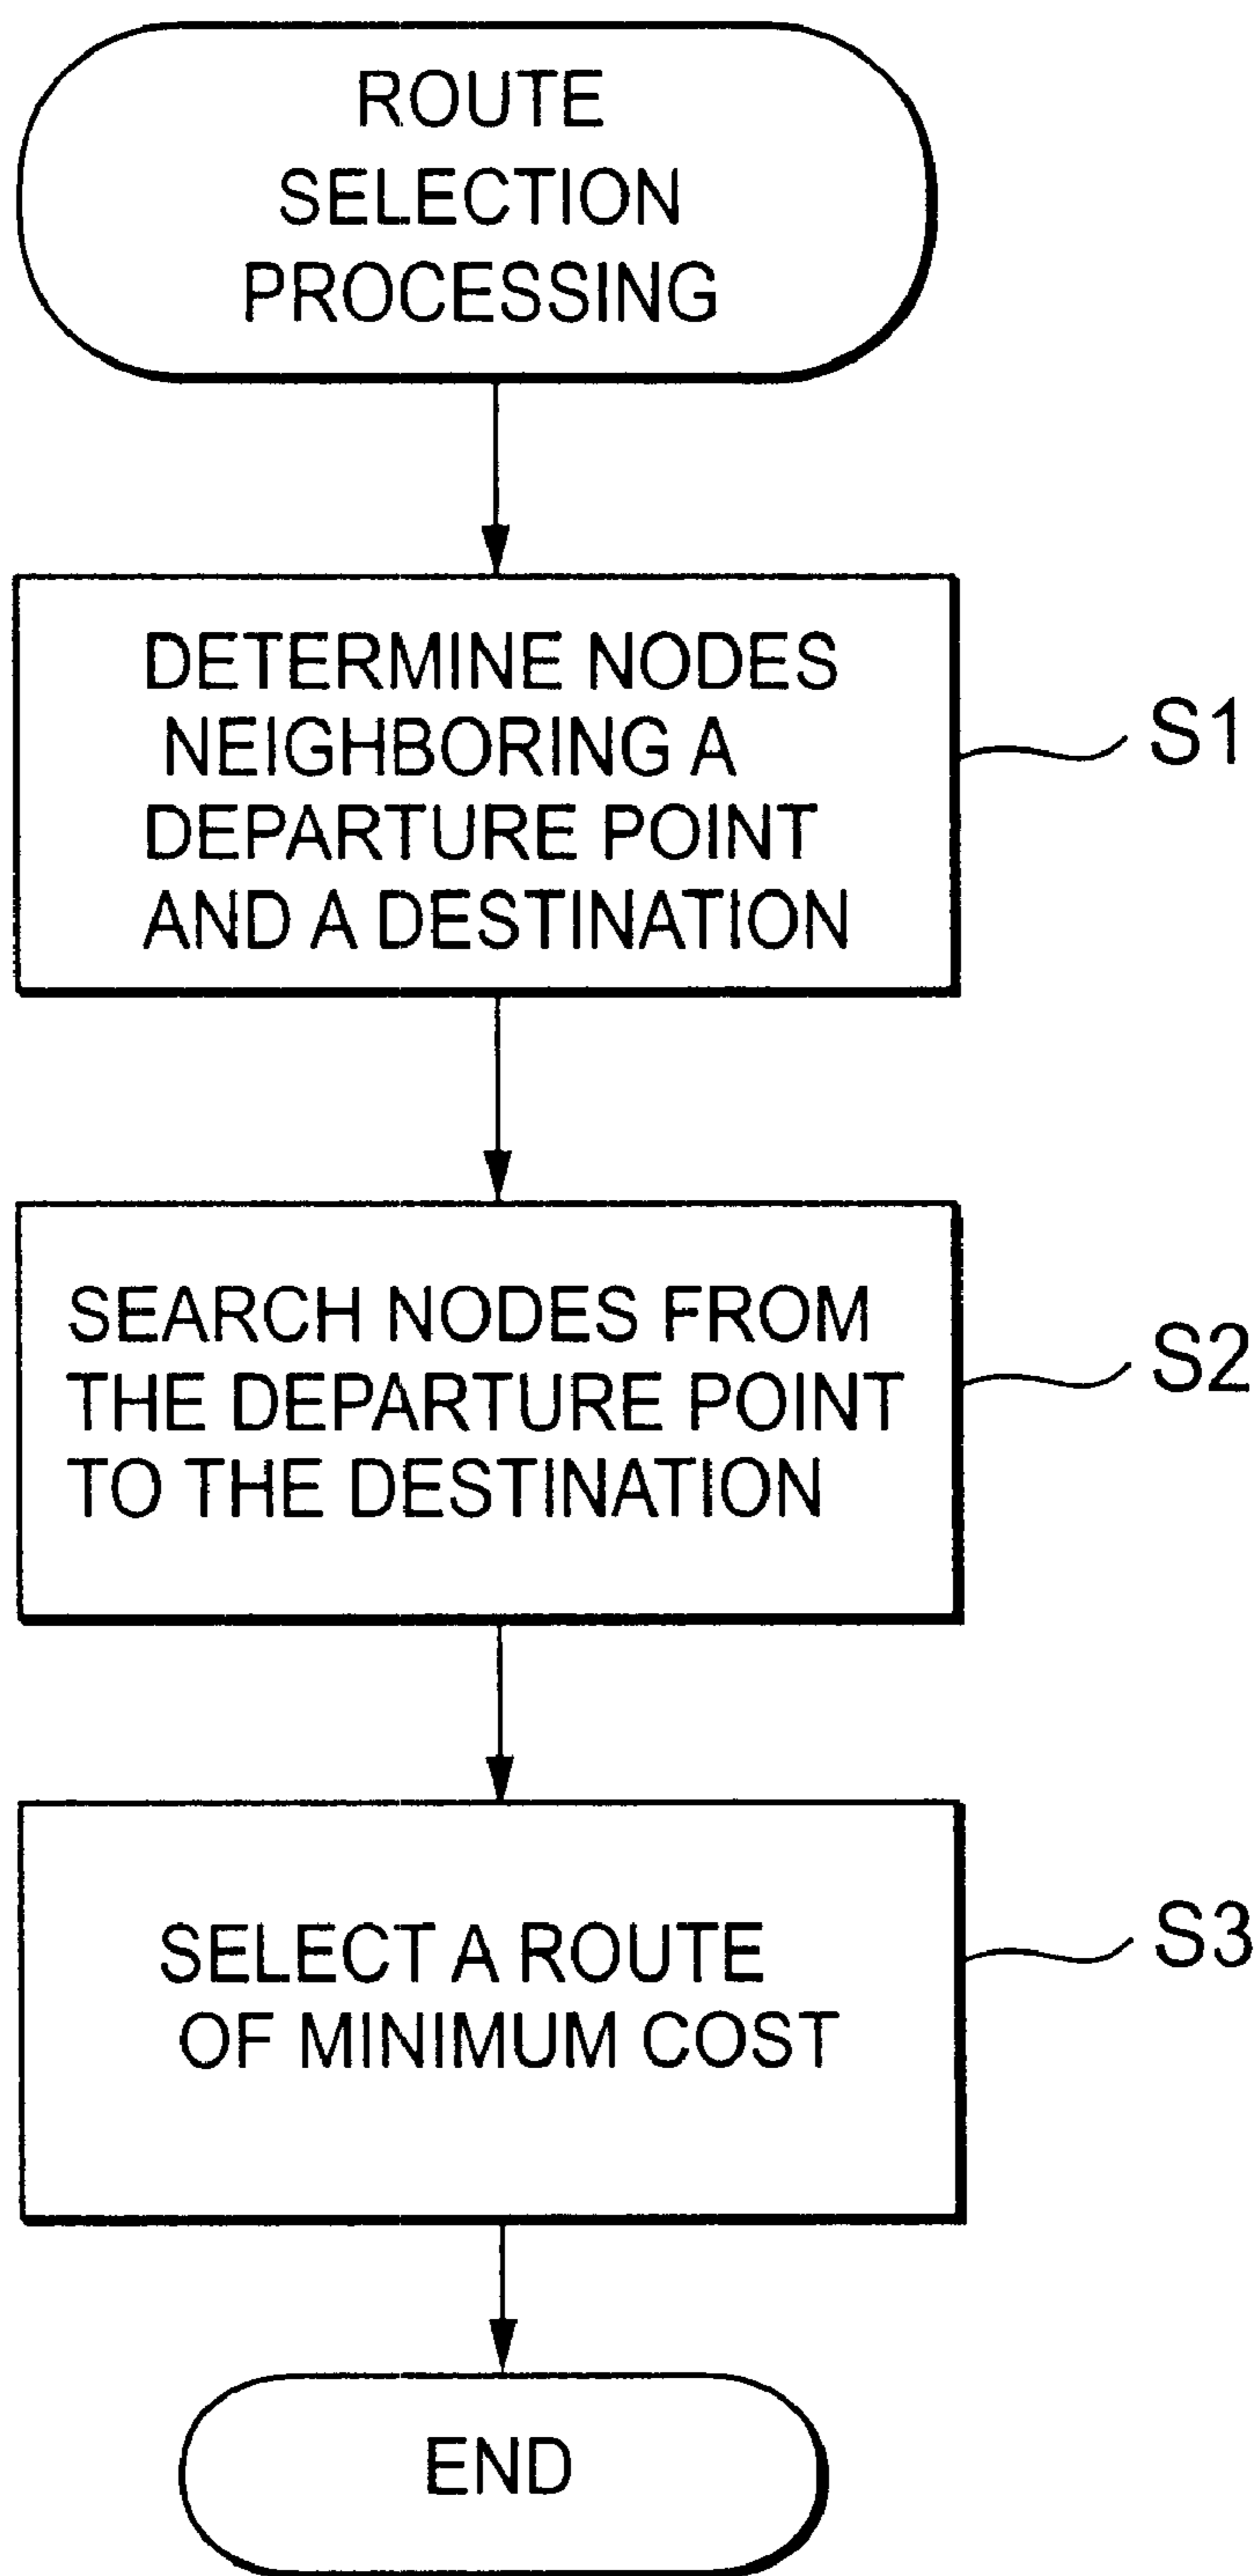 ROUTE
SELECTION
PROCESSING
DETERMINE NODES
NEIGHBORING A
DEPARTURE POINT
AND A DESTINATION
S1
SEARCH NODES FROM
THE DEPARTURE POINT
TO THE DESTINATION
S2
SELECT A ROUTE
OF MINIMUM COST
S3
END